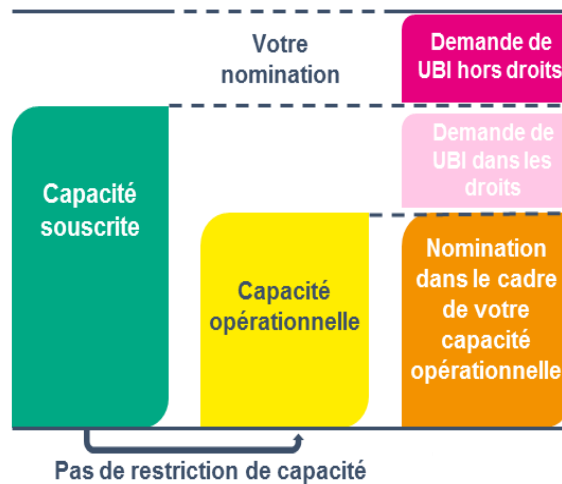 Votre
nomination
Demande de
UBI hors droits
Capacité
souscrite
Demande de
UBI dans les
droits
Capacité
opérationnelle
Nomination
dans le cadre
de votre
capacité
opérationnelle
Pas de restriction de capacité